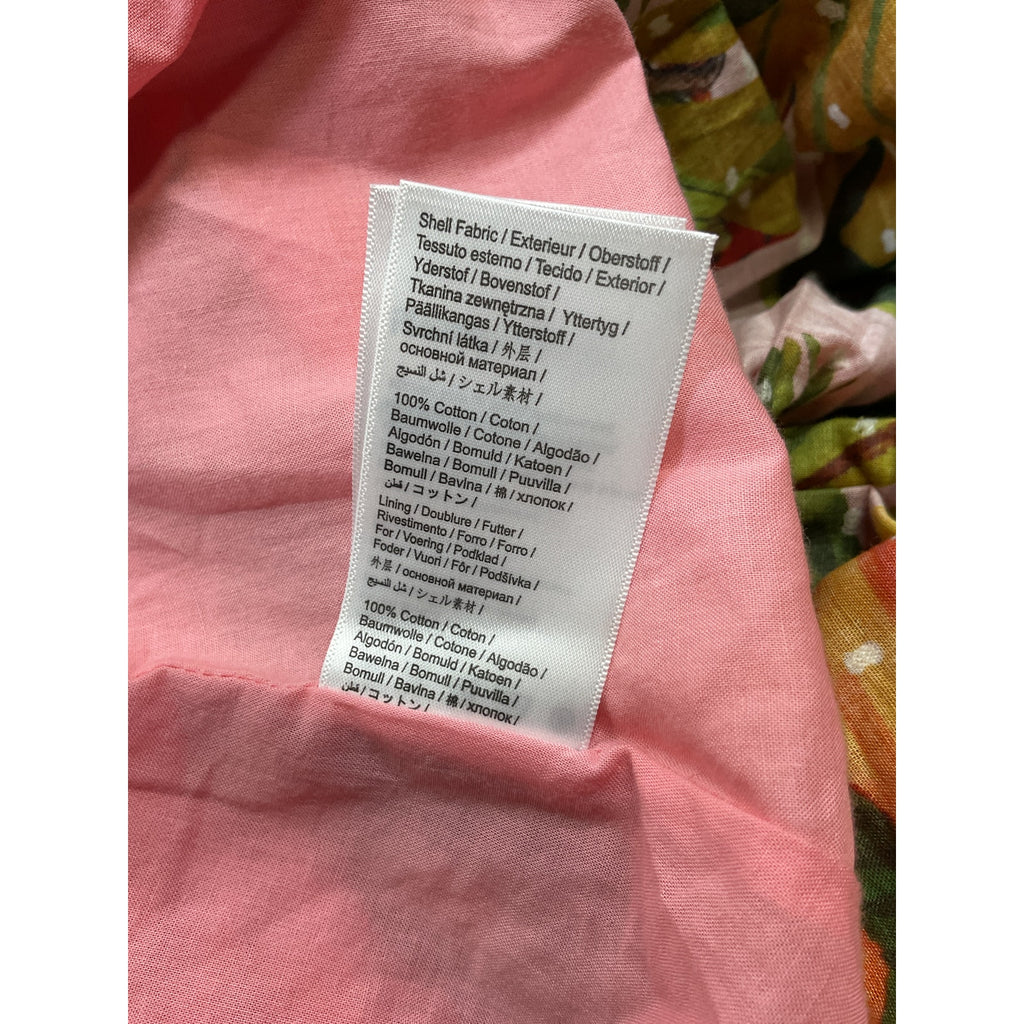 Shell Fabric / Exterieur / Oberstoff /
Tessuto esterno / Tecido / Exterior /
Yderstof / Bovenstof /
Tkanina zewnętrzna / Yttertyg /
Päällikangas / Ytterstoff /
Svrchní látka / 外层 /
основной материал /
شل النسيج / シェル素材 /
100% Cotton / Coton /
Baumwolle / Cotone / Algodão /
Algodón / Bomuld / Katoen /
Bawełna / Bomull / Puuvilla /
Bomull / Bavlna / 棉 / хлопок /
قطن / コットン /
Lining / Doublure / Futter /
Rivestimento / Forro / Forro /
For / Voering / Podklad /
Foder / Vuori / Fôr / Podšívka /
外层 / основной материал /
شل النسيج / シェル素材 /
100% Cotton / Coton /
Baumwolle / Cotone / Algodão /
Algodón / Bomuld / Katoen /
Bawełna / Bomull / Puuvilla /
Bomull / Bavlna / 棉 / хлопок /
قطن / コットン /